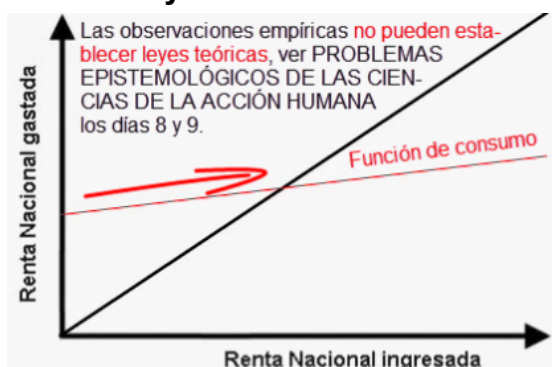 Las observaciones empíricas no pueden esta-
blecer leyes teóricas, ver PROBLEMAS
EPISTEMOLÓGICOS DE LAS CIEN-
CIAS DE LA ACCIÓN HUMANA
los días 8 y 9.
Función de consumo
Renta Nacional gastada
Renta Nacional ingresada